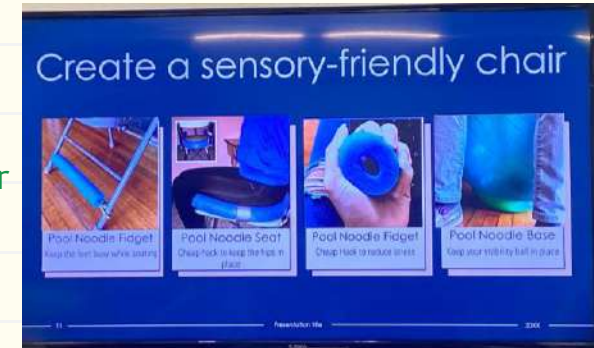 Create a sensory-friendly chair
r
Pool Noodle Fidget
Keep the feet busy while seating
Pool Noodle Seat
Cheap hack to keep the hips in
place
Pool Noodle Fidget
Cheap Hack to reduce stress
Pool Noodle Base
Keep your stability ball in place
11
Presentation title
20XX